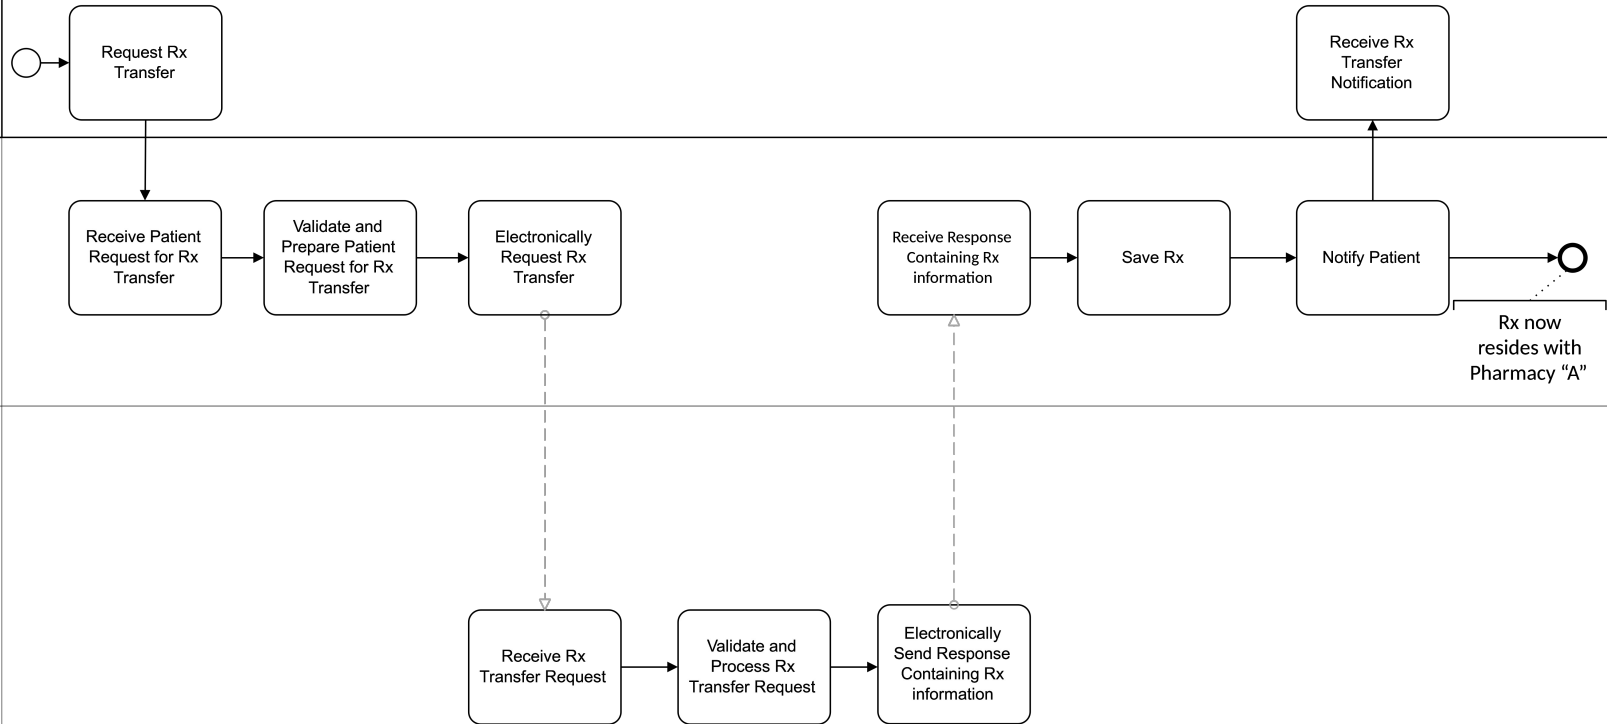 Request Rx
Transfer
Receive Rx
Transfer
Notification
Receive Patient
Request for Rx
Transfer
Validate and
Prepare Patient
Request for Rx
Transfer
Electronically
Request Rx
Transfer
Receive Response
Containing Rx
information
Save Rx
Notify Patient
Rx now
resides with
Pharmacy “A”
Receive Rx
Transfer Request
Validate and
Process Rx
Transfer Request
Electronically
Send Response
Containing Rx
information